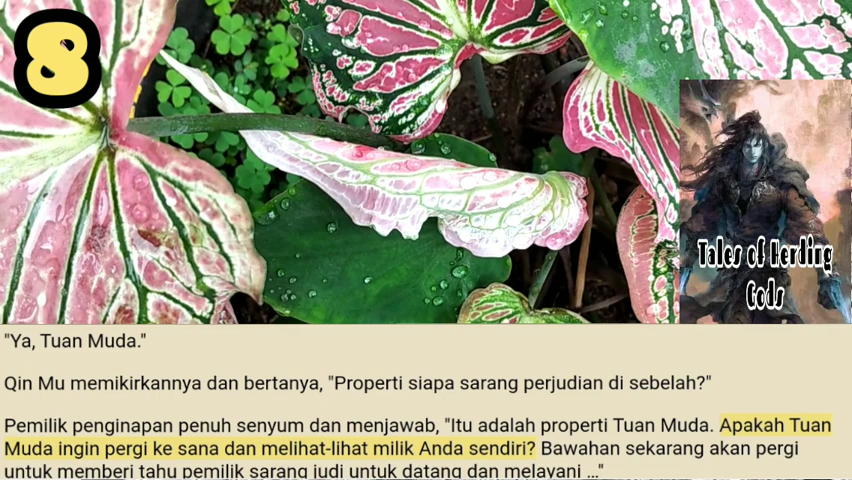 8
Tales of Herding
Gods
"Ya, Tuan Muda."
Qin Mu memikirkannya dan bertanya, "Properti siapa sarang perjudian di sebelah?"
Pemilik penginapan penuh senyum dan menjawab, "Itu adalah properti Tuan Muda. Apakah Tuan
Muda ingin pergi ke sana dan melihat-lihat milik Anda sendiri? Bawahan sekarang akan pergi
untuk memberi tahu pemilik sarang judi untuk datang dan melayani ..."